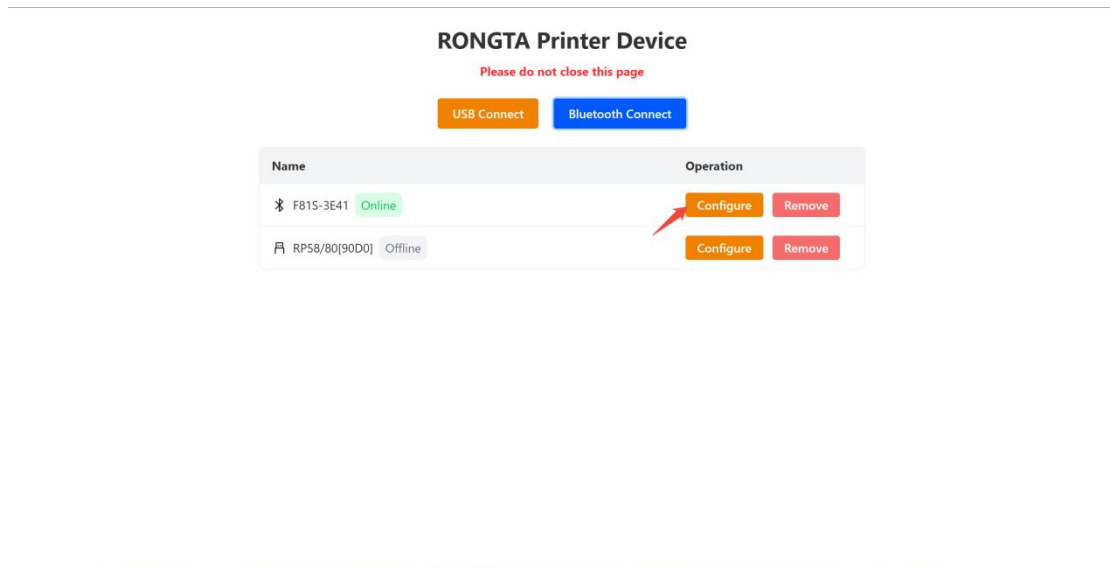 RONGTA Printer Device
Please do not close this page
USB Connect Bluetooth Connect
Name Operation
F81S-3E41 Online Configure Remove
RP58/80[90D0] Offline Configure Remove